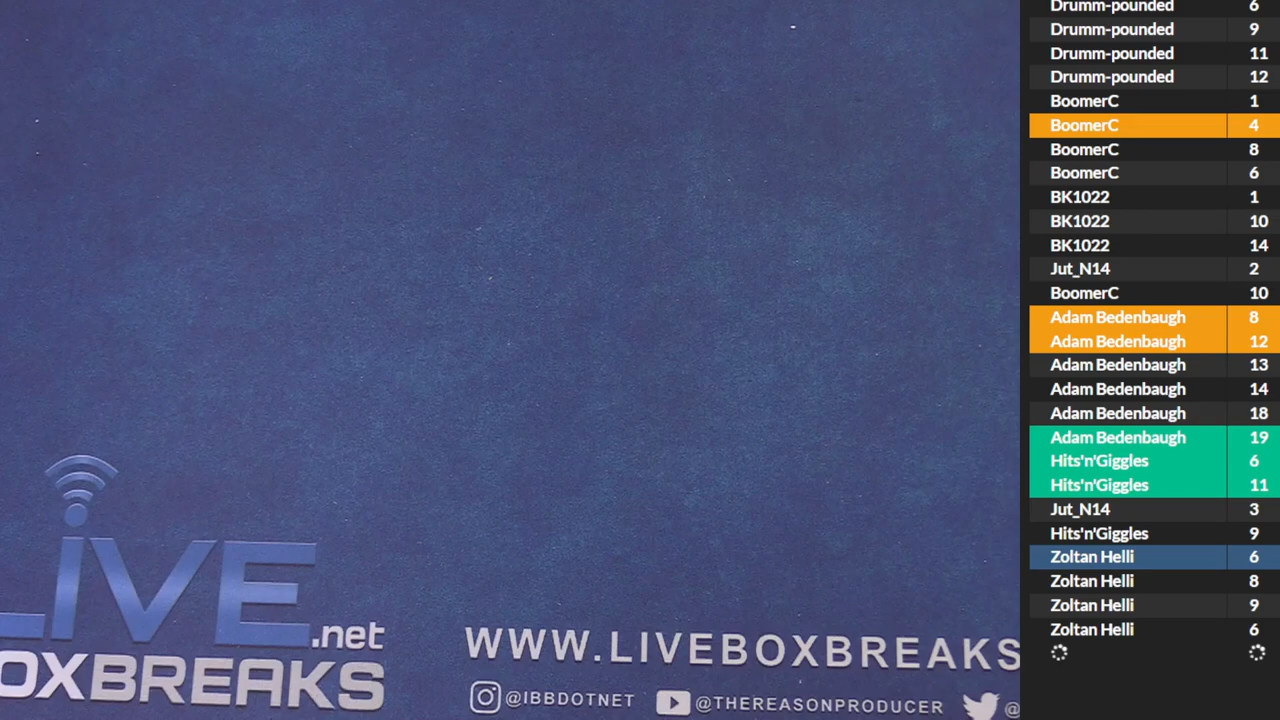 Drumm-pounded 6
Drumm-pounded 9
Drumm-pounded 11
Drumm-pounded 12
BoomerC 1
BoomerC 4
BoomerC 8
BoomerC 6
BK1022 1
BK1022 10
BK1022 14
Jut_N14 2
BoomerC 10
Adam Bedenbaugh 8
Adam Bedenbaugh 12
Adam Bedenbaugh 13
Adam Bedenbaugh 14
Adam Bedenbaugh 18
Adam Bedenbaugh 19
Hits'n'Giggles 6
Hits'n'Giggles 11
Jut_N14 3
Hits'n'Giggles 9
Zoltan Helli 6
Zoltan Helli 8
Zoltan Helli 9
Zoltan Helli 6
LIVE
.net
OXBREAKS
WWW.LIVEBOXBREAKS
@IBBDOTNET @THEREASONPRODUCER @